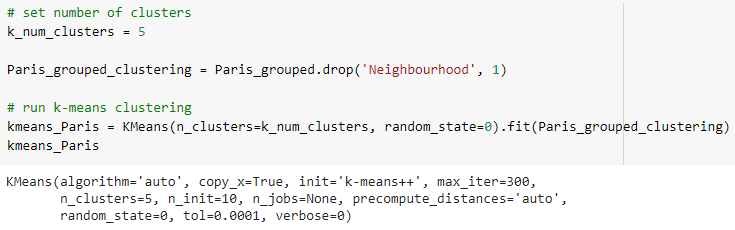 # set number of clusters
k_num_clusters = 5
Paris_grouped_clustering = Paris_grouped.drop('Neighbourhood', 1)
# run k-means clustering
kmeans_Paris = KMeans(n_clusters=k_num_clusters, random_state=0).fit(Paris_grouped_clustering)
kmeans_Paris
KMeans(algorithm='auto', copy_x=True, init='k-means++', max_iter=300,
n_clusters=5, n_init=10, n_jobs=None, precompute_distances='auto',
random_state=0, tol=0.0001, verbose=0)